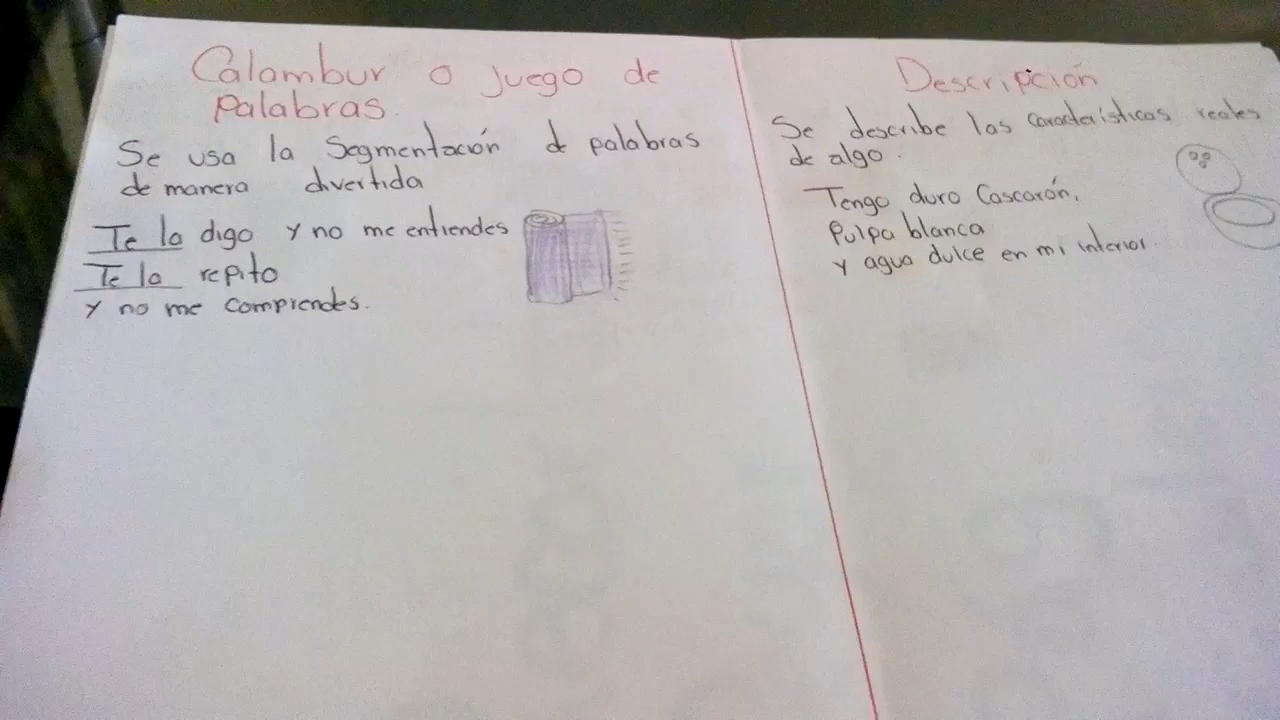 Calambur o juego de
palabras.
Se usa la Segmentación de palabras
de manera divertida
Te la digo y no me entiendes
Te la repito
y no me comprendes.
Descripción
Se describe las características reales
de algo.
Tengo duro Cascarón,
Pulpa blanca
y agua dulce en mi interior.